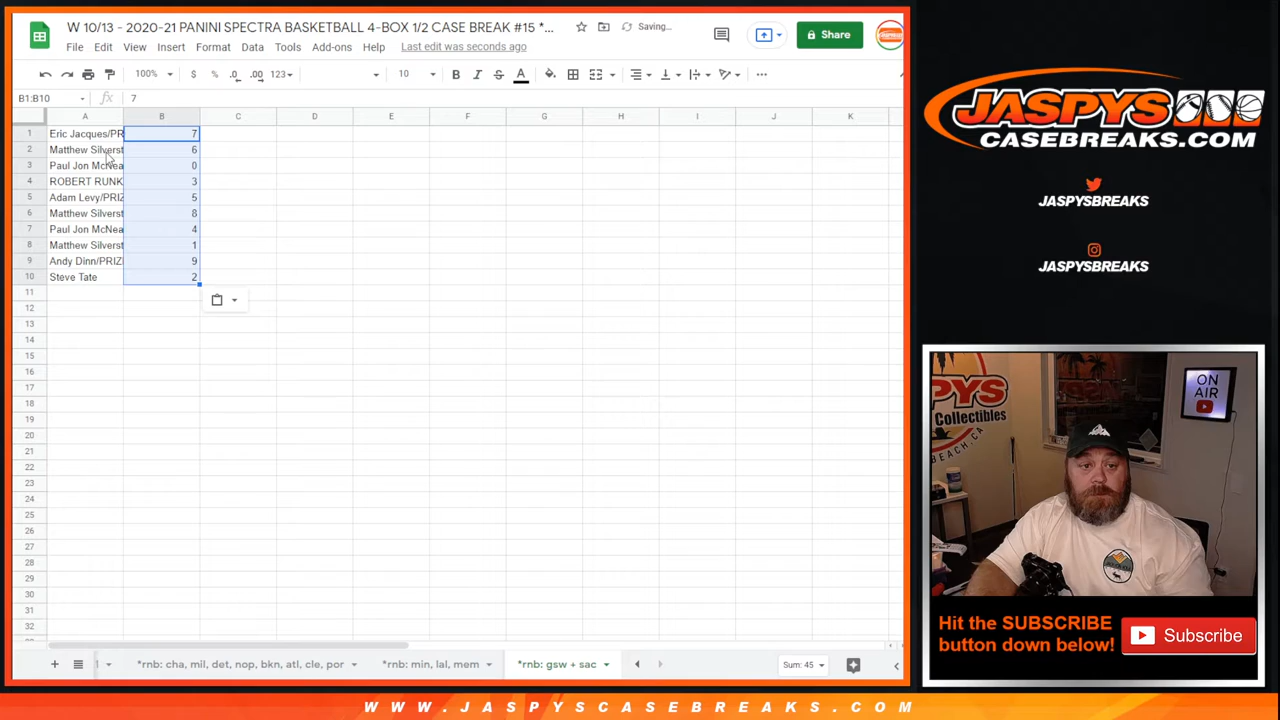 W 10/13 - 2020-21 PANINI SPECTRA BASKETBALL 4-BOX 1/2 CASE BREAK #15 *...
Saving...
Share
File Edit View Insert Format Data Tools Add-ons Help Last edit was seconds ago
100% $ % .0 .00 123 10 B I S A
B1:B10 fx 7
A B C D E F G H I J K
1 Eric Jacques/PR 7
2 Matthew Silverst 6
3 Paul Jon McNea 0
4 ROBERT RUNK 3
5 Adam Levy/PRIZ 5
6 Matthew Silverst 8
7 Paul Jon McNea 4
8 Matthew Silverst 1
9 Andy Dinn/PRIZ 9
10 Steve Tate 2
11
12
13
14
15
16
17
18
19
20
21
22
23
24
25
26
27
28
29
30
31
32
*rnb: cha, mil, det, nop, bkn, atl, cle, por
*rnb: min, lal, mem
*rnb: gsw + sac
Sum: 45
JASPYS
CASEBREAKS.COM
JASPYSBREAKS
JASPYSBREAKS
PYS
Collectibles
BEACH, CA
ON
AIR
Hit the SUBSCRIBE
button down below!
Subscribe
WWW.JASPYSCASEBREAKS.COM